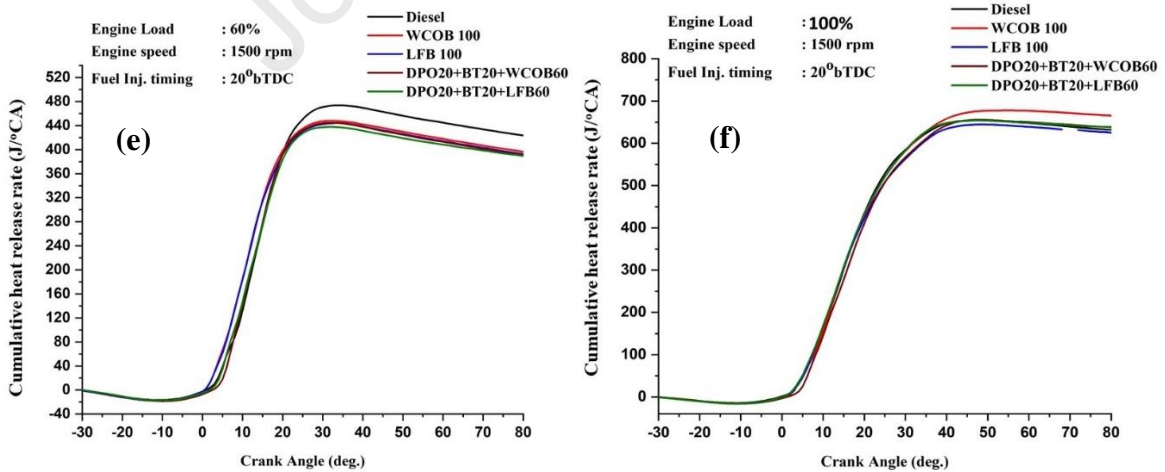 Jo
Engine Load : 60%
Engine speed : 1500 rpm
Fuel Inj. timing : 20⁰bTDC
Diesel
WCOB 100
LFB 100
DPO20+BT20+WCOB60
DPO20+BT20+LFB60
(e)
Cumulative heat release rate (J/⁰CA)
520
480
440
400
360
320
280
240
200
160
120
80
40
0
-40
-30 -20 -10 0 10 20 30 40 50 60 70 80
Crank Angle (deg.)
Engine Load : 100%
Engine speed : 1500 rpm
Fuel Inj. timing : 20⁰bTDC
Diesel
WCOB 100
LFB 100
DPO20+BT20+WCOB60
DPO20+BT20+LFB60
(f)
Cumulative heat release rate (J/⁰CA)
800
700
600
500
400
300
200
100
0
-30 -20 -10 0 10 20 30 40 50 60 70 80
Crank Angle (deg.)